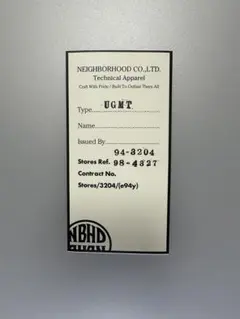 NEIGHBORHOOD CO.,LTD.
Technical Apparel
Craft With Pride / Built To Outlast Them All
Type UGMT
Name
Issued By
94-3204
Stores Ref. 98-4327
Contract No.
Stores/3204/(e94y)
NBHD